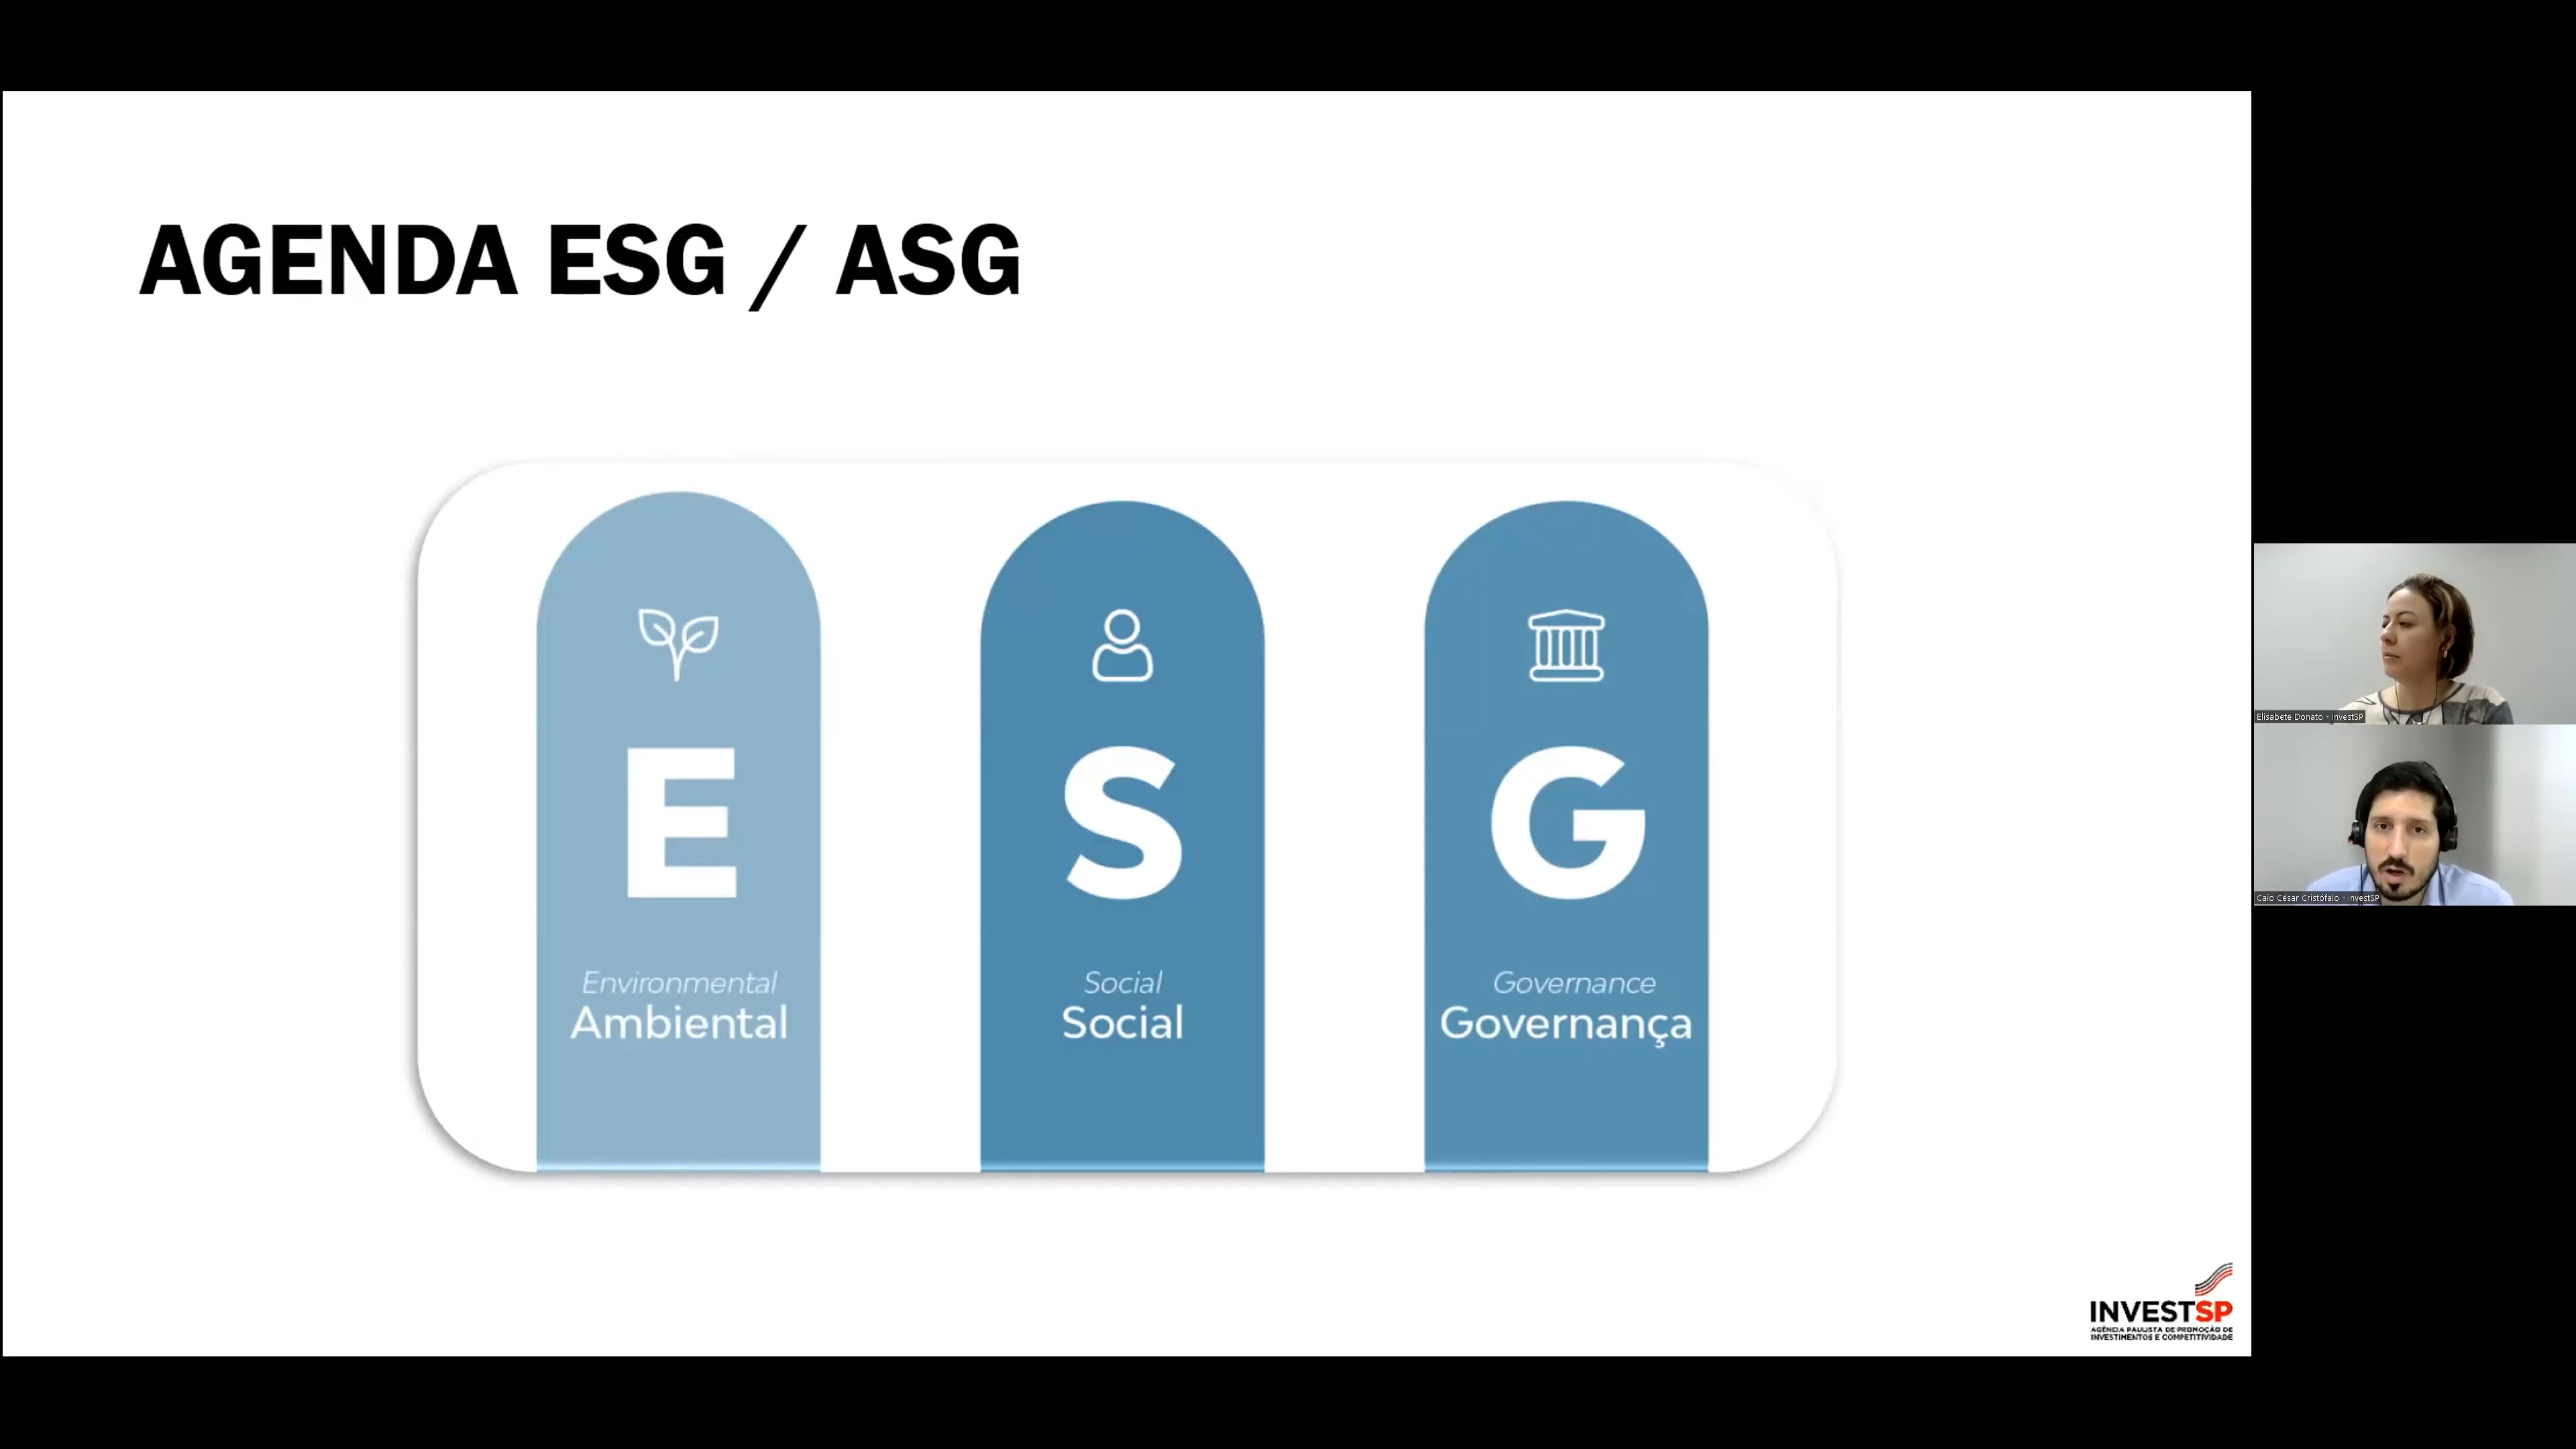 AGENDA ESG / ASG
E
Environmental
Ambiental
S
Social
Social
G
Governance
Governança
Elisabete Donato - InvestSP
Caio César Cristófalo - InvestSP
INVESTSP
AGÊNCIA PAULISTA DE PROMOÇÃO DE
INVESTIMENTOS E COMPETITIVIDADE